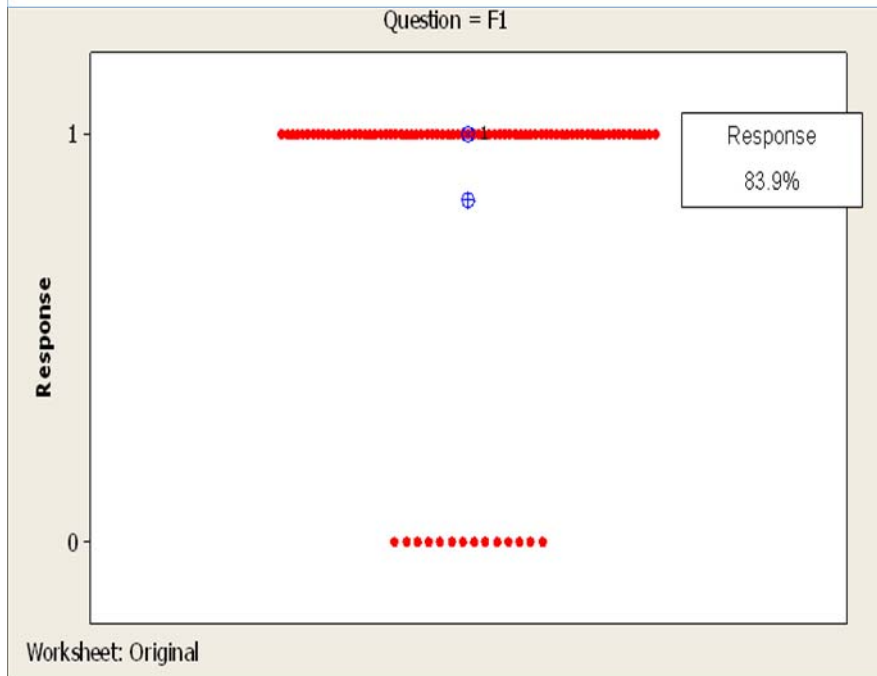 Question = F1
1
1
Response
83.9%
Response
0
Worksheet: Original